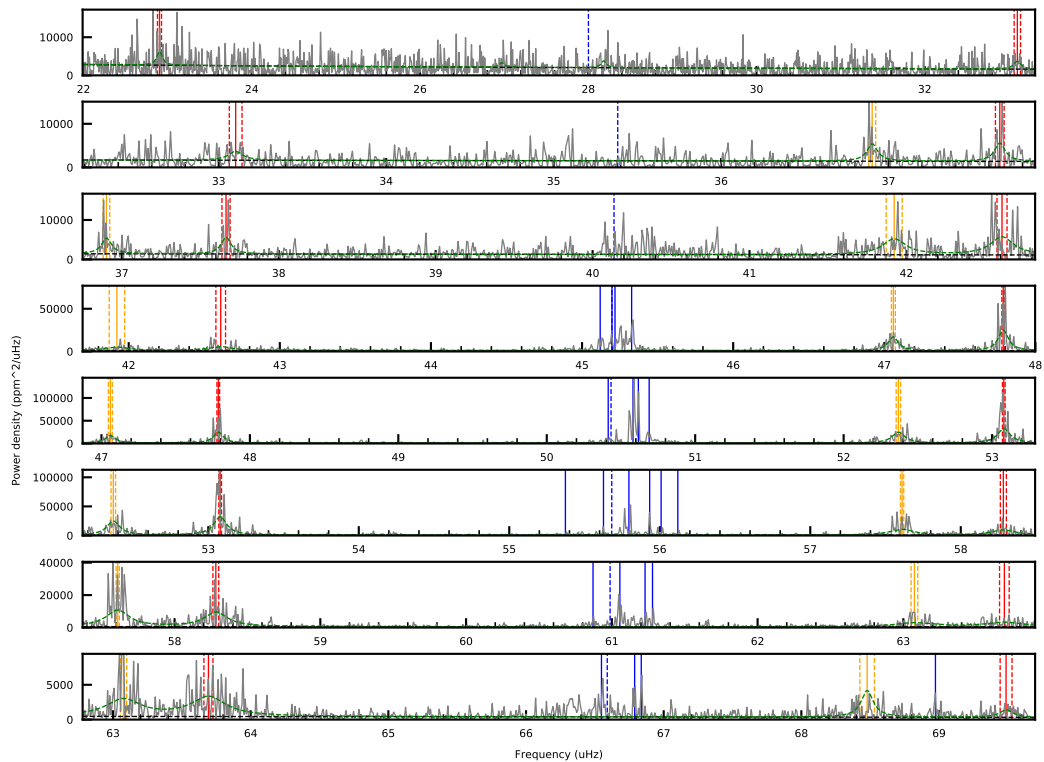 10000
0
22 24 26 28 30 32
10000
0
33 34 35 36 37
10000
0
37 38 39 40 41 42
50000
0
42 43 44 45 46 47 48
100000
50000
0
47 48 49 50 51 52 53
Power density (ppm^2/uHz)
100000
50000
0
53 54 55 56 57 58
40000
20000
0
58 59 60 61 62 63
5000
0
63 64 65 66 67 68 69
Frequency (uHz)